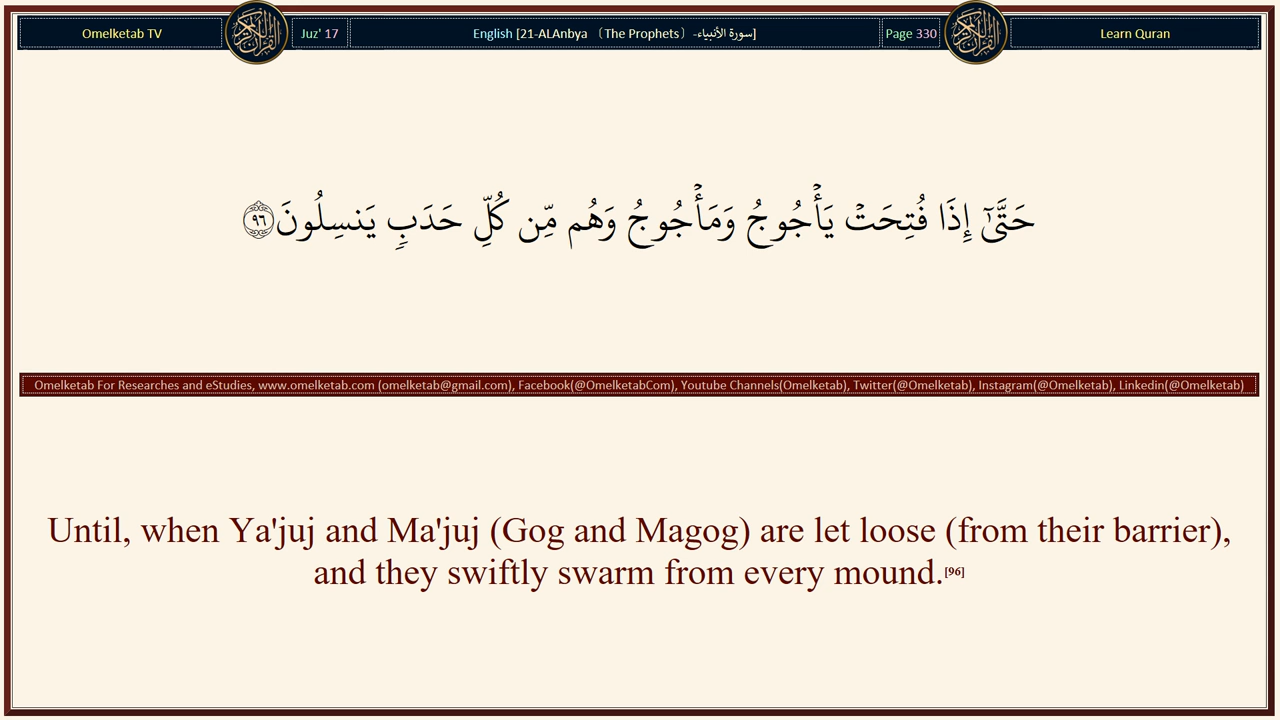 Omelketab TV
Juz' 17
English [21-ALAnbya （The Prophets） -سورة الأنبياء]
Page 330
Learn Quran
حَتَّىٰٓ إِذَا فُتِحَتۡ يَأۡجُوجُ وَمَأۡجُوجُ وَهُم مِّن كُلِّ حَدَبٖ يَنسِلُونَ ٩٦
Omelketab For Researches and eStudies, www.omelketab.com (omelketab@gmail.com), Facebook(@OmelketabCom), Youtube Channels(Omelketab), Twitter(@Omelketab), Instagram(@Omelketab), Linkedin(@Omelketab)
Until, when Ya'juj and Ma'juj (Gog and Magog) are let loose (from their barrier),
and they swiftly swarm from every mound.[96]